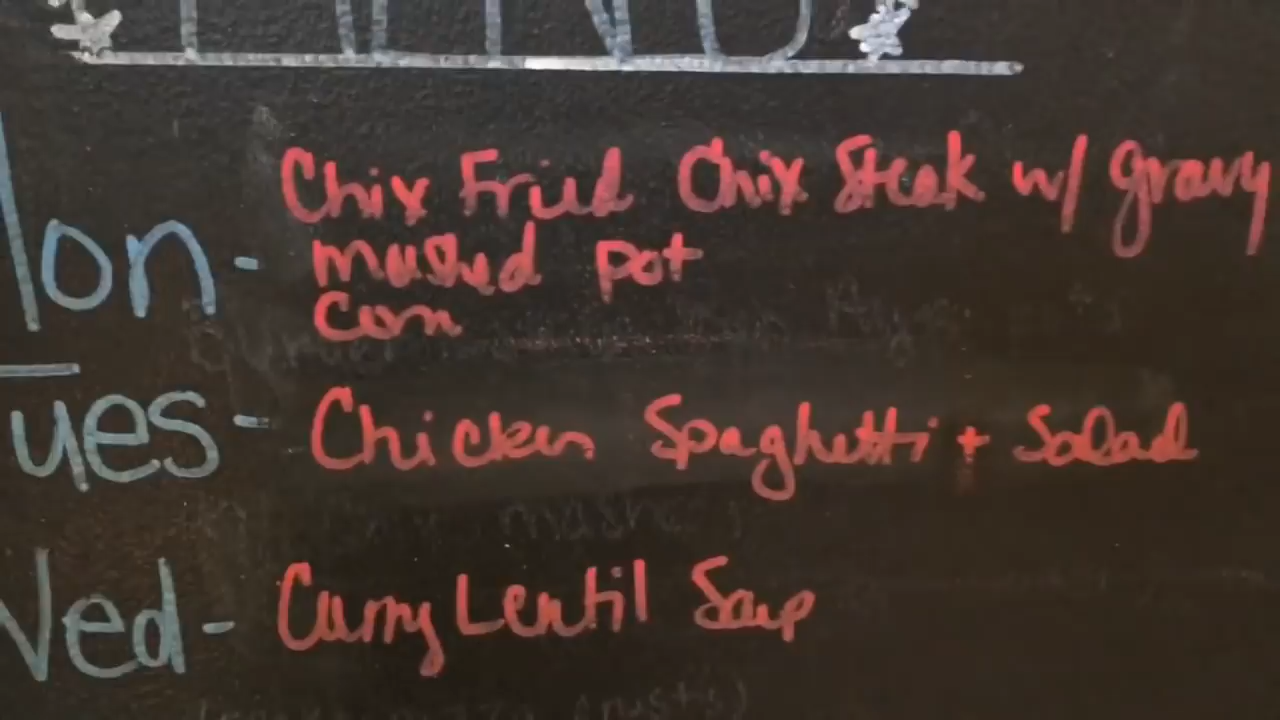 Mon- Chix Fried Chix Steak w/ gravy
mashed pot
Corn
Tues- Chicken Spaghetti + Salad
Wed- Curry Lentil Soup